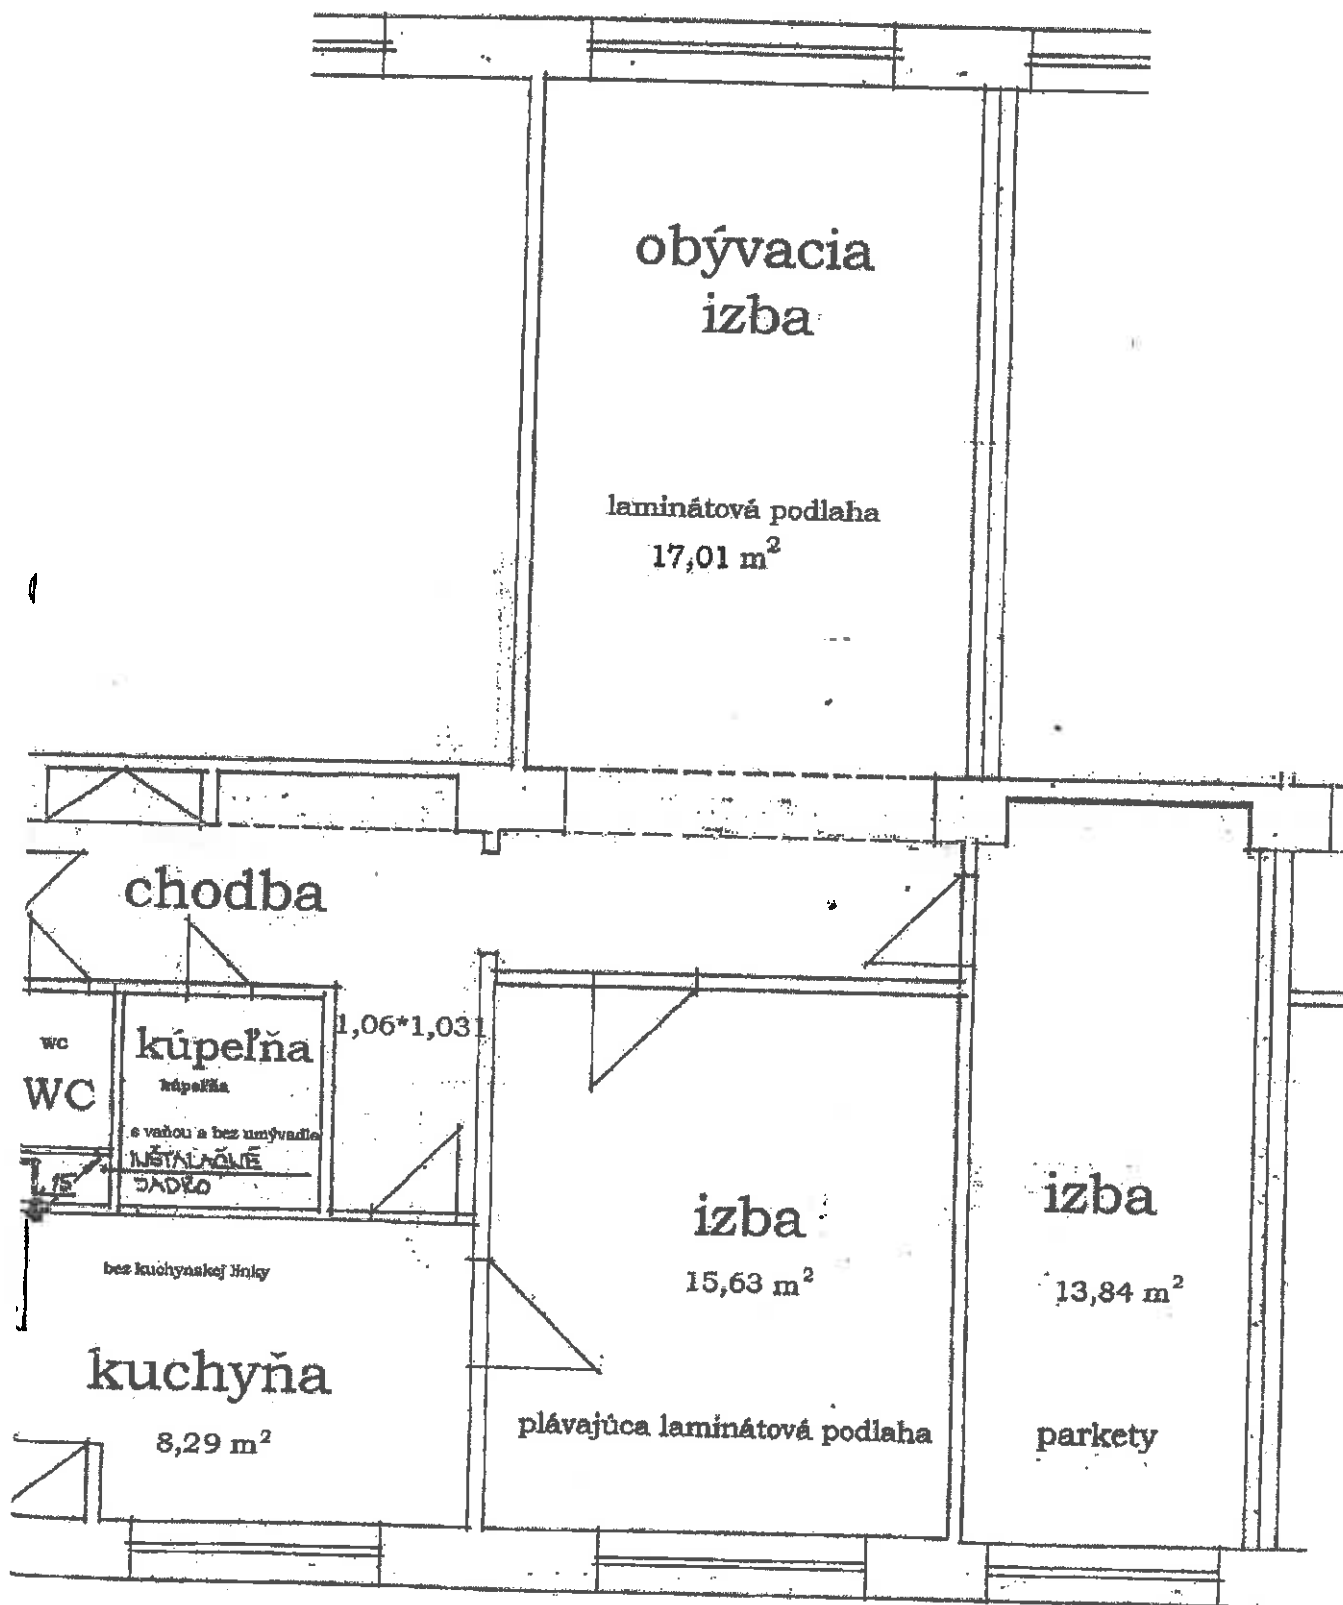 obývacia
izba
laminátová podlaha
17,01 m²
chodba
1,06*1,031
wc
WC
kúpeľňa
kúpeľňa
s vaňou a bez umývadla
INŠTALAČNÉ
JADRO
15
izba
15,63 m²
plávajúca laminátová podlaha
izba
13,84 m²
parkety
bez kuchynskej linky
kuchyňa
8,29 m²